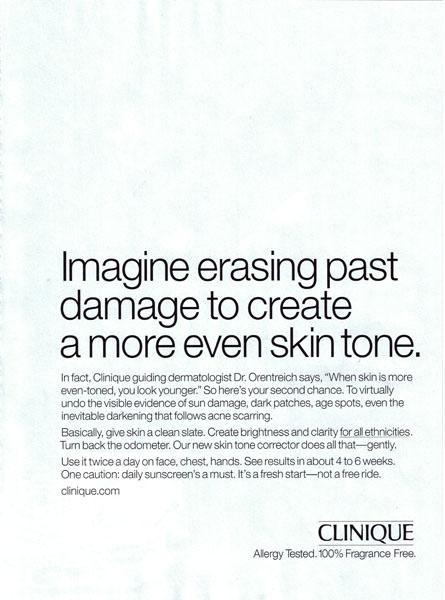 Imagine erasing past
damage to create
a more even skin tone.
In fact, Clinique guiding dermatologist Dr. Orentreich says, “When skin is more
even-toned, you look younger.” So here's your second chance. To virtually
undo the visible evidence of sun damage, dark patches, age spots, even the
inevitable darkening that follows acne scarring.
Basically, give skin a clean slate. Create brightness and clarity for all ethnicities.
Turn back the odometer. Our new skin tone corrector does all that—gently.
Use it twice a day on face, chest, hands. See results in about 4 to 6 weeks.
One caution: daily sunscreen's a must. It's a fresh start—not a free ride.
clinique.com
CLINIQUE
Allergy Tested. 100% Fragrance Free.